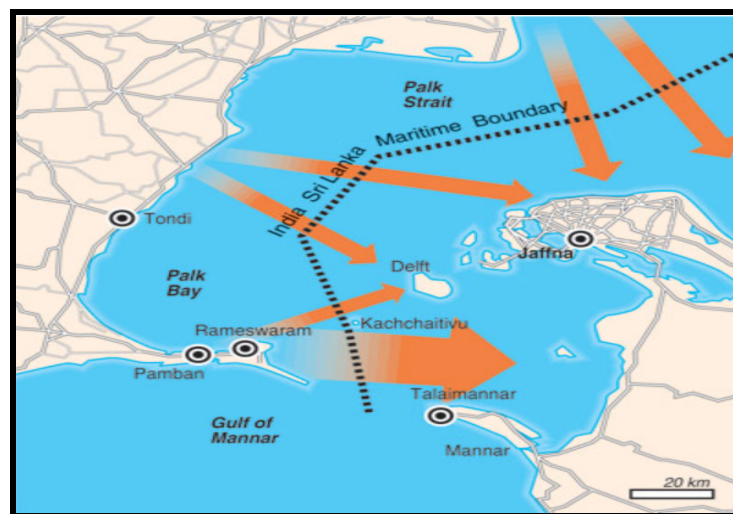 Palk
Strait
India Sri Lanka Maritime Boundary
Tondi
Jaffna
Palk
Bay
Delft
Rameswaram
Kachchaitivu
Pamban
Talaimannar
Gulf of
Mannar
Mannar
20 km